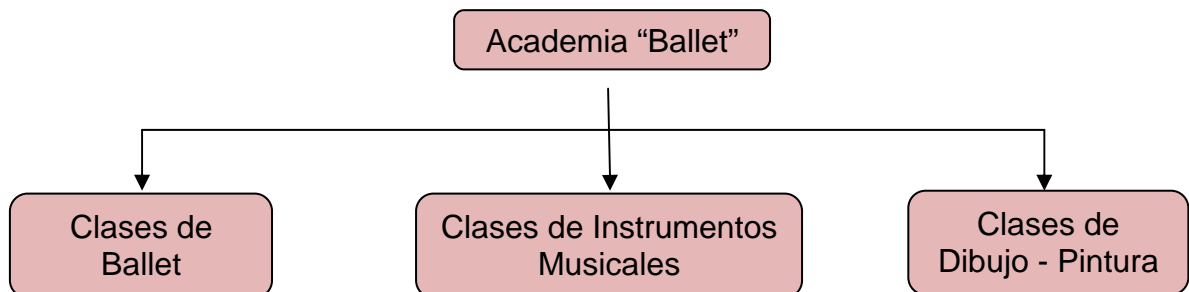 Academia “Ballet”
Clases de
Ballet
Clases de Instrumentos
Musicales
Clases de
Dibujo - Pintura